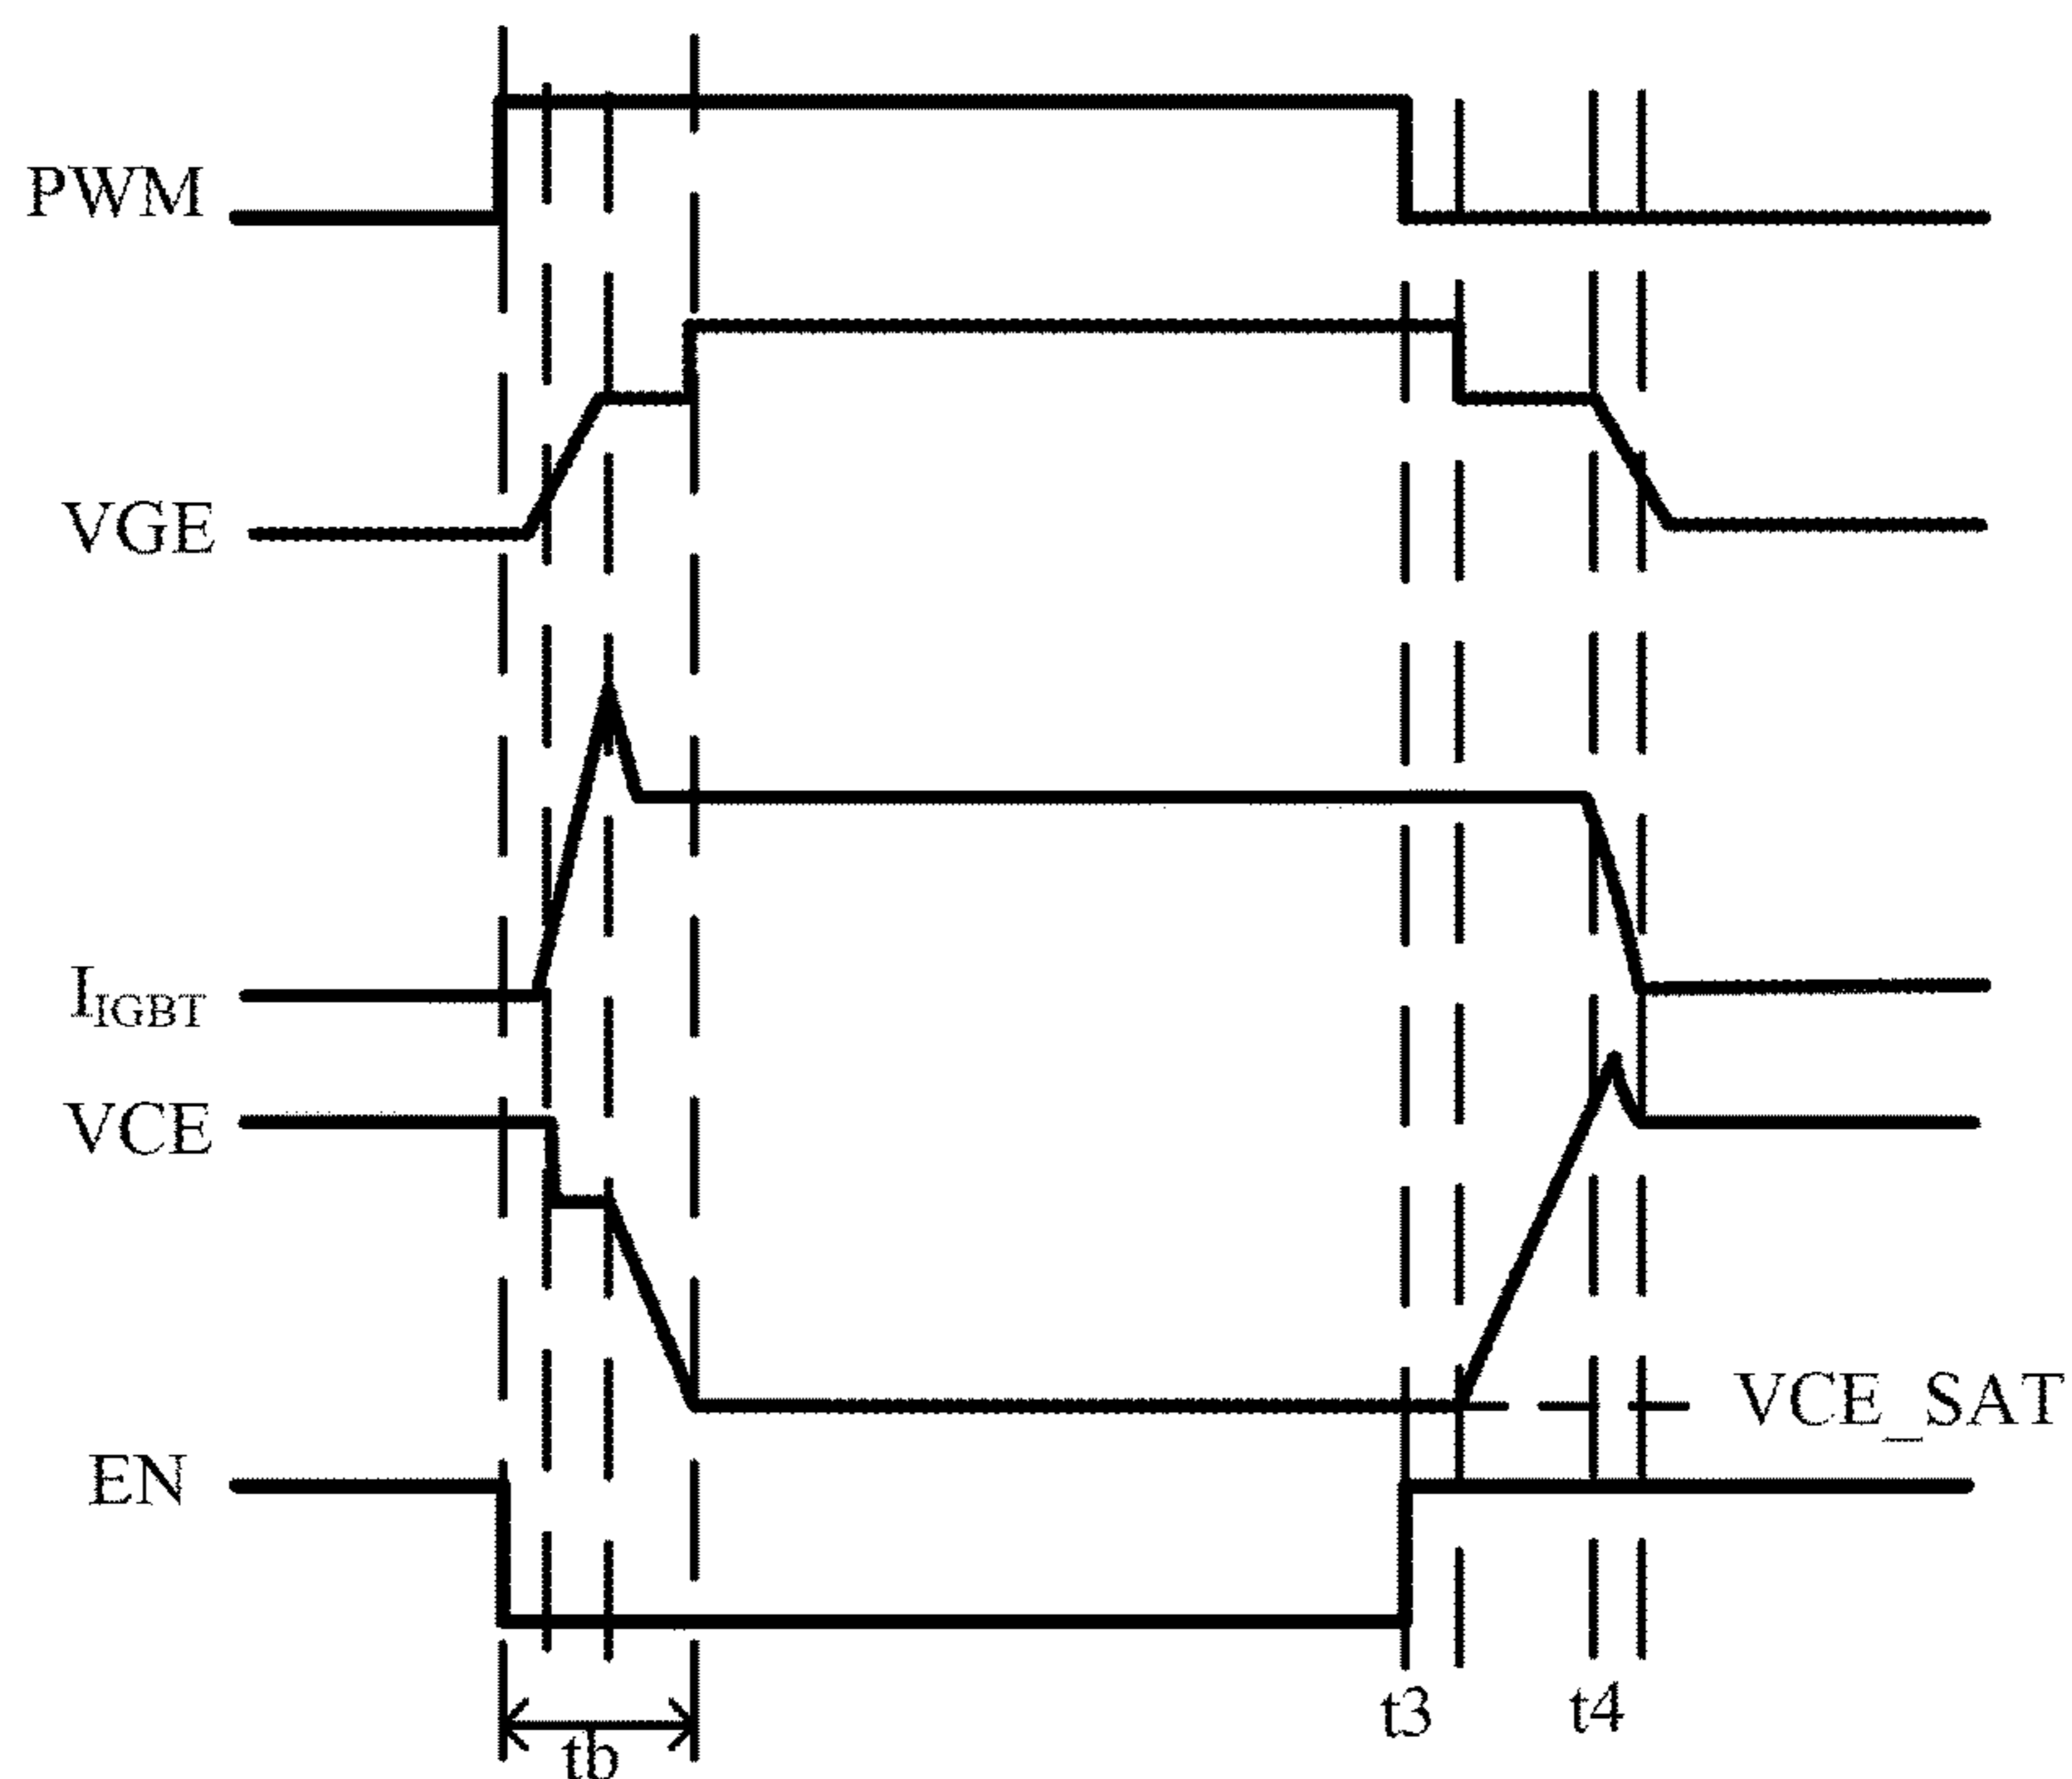 PWM
VGE
IIGBT
VCE
VCE_SAT
EN
t3
t4
tb